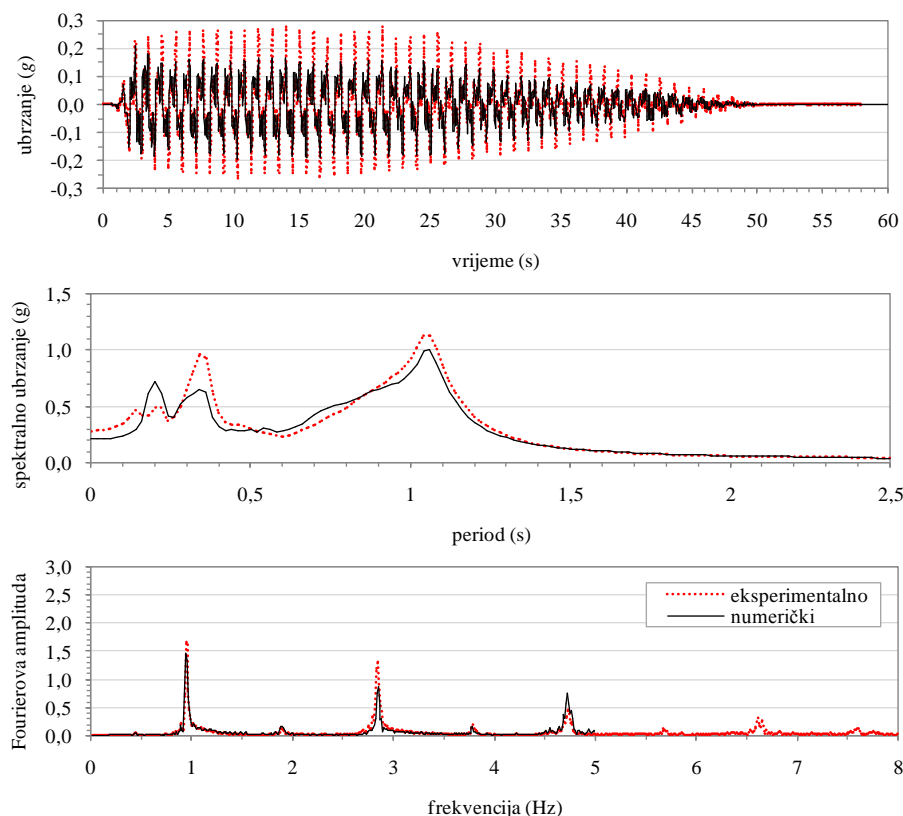 ubrzanje (g)
0,3
0,2
0,1
0,0
-0,1
-0,2
-0,3
0 5 10 15 20 25 30 35 40 45 50 55 60
vrijeme (s)
spektralno ubrzanje (g)
1,5
1,0
0,5
0,0
0 0,5 1 1,5 2 2,5
period (s)
Fourierova amplituda
3,0
2,5
2,0
1,5
1,0
0,5
0,0
eksperimentalno
numerički
0 1 2 3 4 5 6 7 8
frekvencija (Hz)